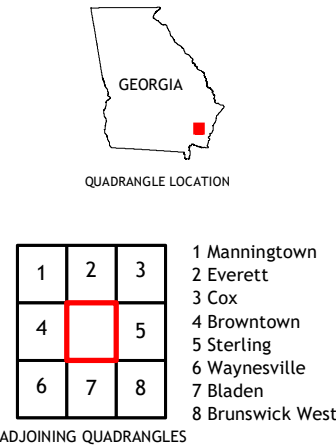 GEORGIA
QUADRANGLE LOCATION
1 2 3
4 5
6 7 8
1 Manningtown
2 Everett
3 Cox
4 Browntown
5 Sterling
6 Waynesville
7 Bladen
8 Brunswick West
ADJOINING QUADRANGLES